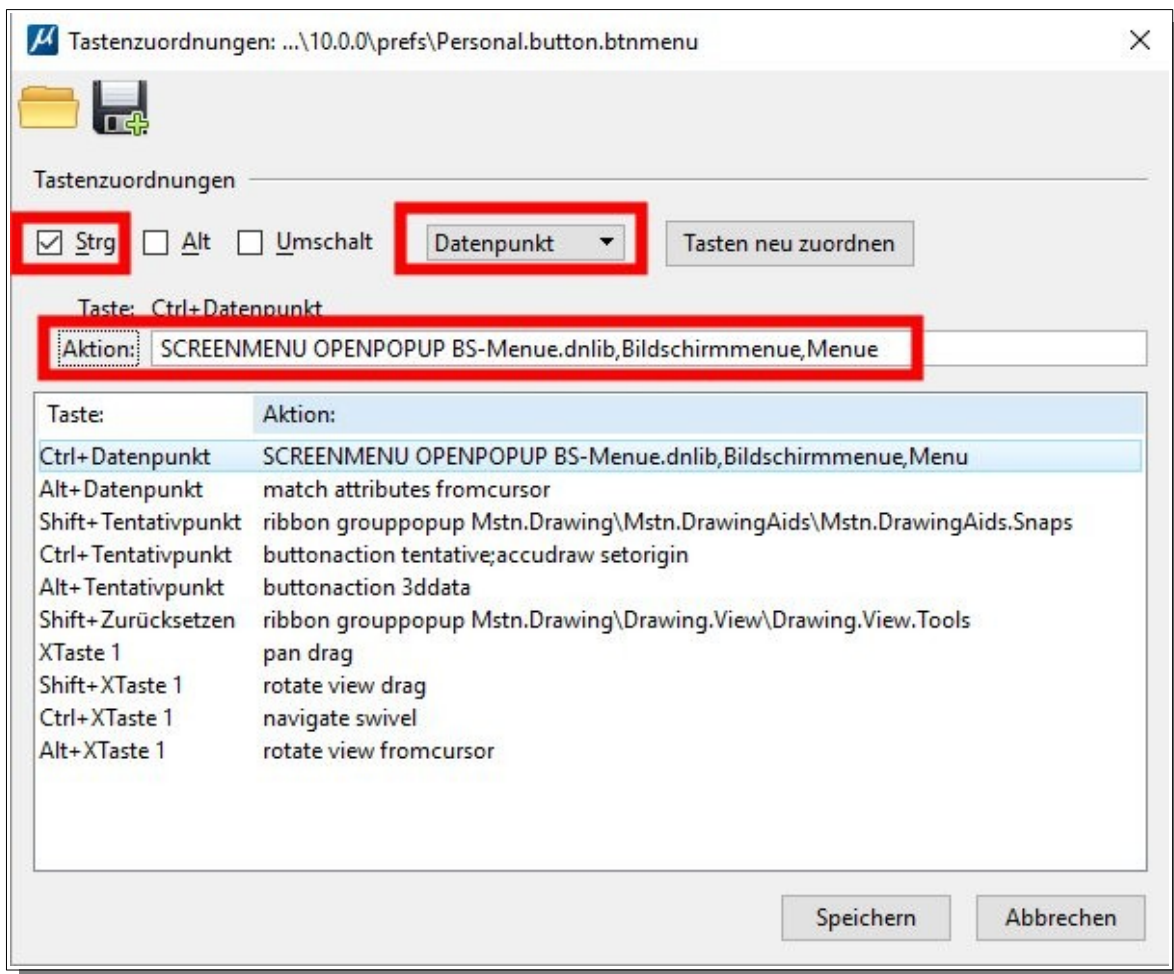 Tastenzuordnungen: ...\10.0.0\prefs\Personal.button.btnmenu
Tastenzuordnungen
Strg Alt Umschalt Datenpunkt Tasten neu zuordnen
Taste: Ctrl+Datenpunkt
Aktion: SCREENMENU OPENPOPUP BS-Menue.dnlib,Bildschirmmenue,Menue
Taste: Aktion:
Ctrl+Datenpunkt SCREENMENU OPENPOPUP BS-Menue.dnlib,Bildschirmmenue,Menu
Alt+Datenpunkt match attributes fromcursor
Shift+Tentativpunkt ribbon grouppopup Mstn.Drawing\Mstn.DrawingAids\Mstn.DrawingAids.Snaps
Ctrl+Tentativpunkt buttonaction tentative;accudraw setorigin
Alt+Tentativpunkt buttonaction 3ddata
Shift+Zurücksetzen ribbon grouppopup Mstn.Drawing\Drawing.View\Drawing.View.Tools
XTaste 1 pan drag
Shift+XTaste 1 rotate view drag
Ctrl+XTaste 1 navigate swivel
Alt+XTaste 1 rotate view fromcursor
Speichern Abbrechen